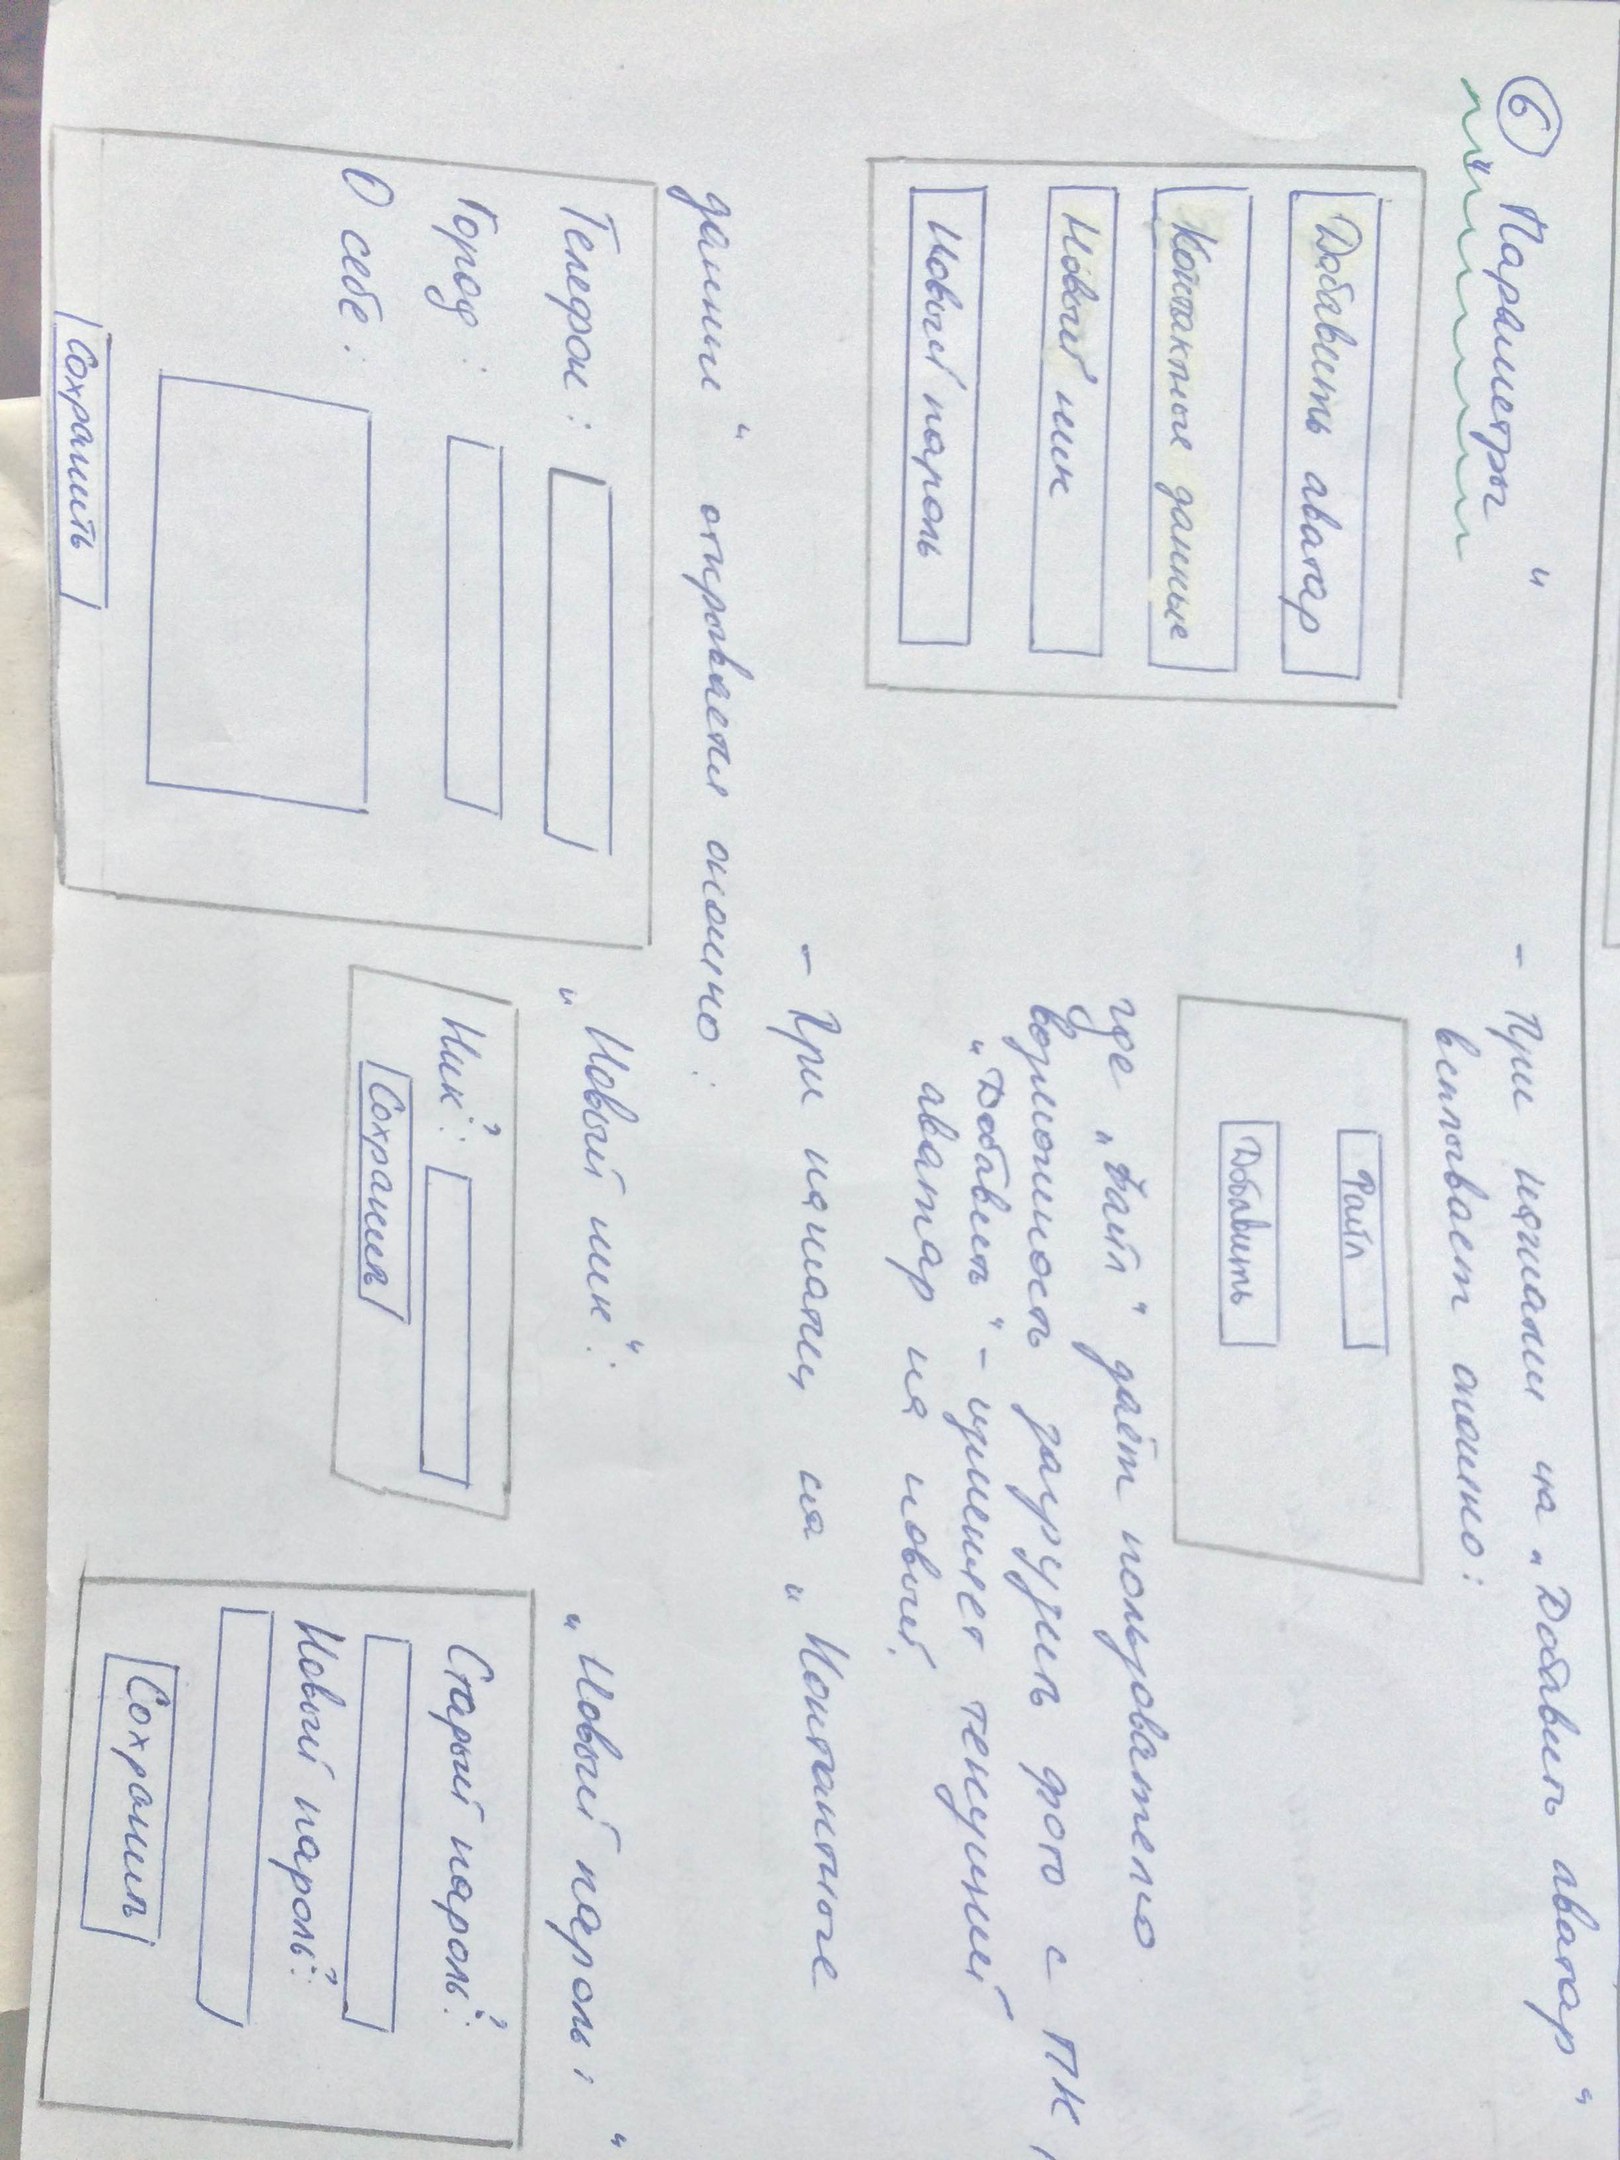 6 „Параметры“
Добавить аватар
Контактные данные
Новый ник
Новый пароль
– При нажатии на „Добавить аватар“
всплывает окошко:
Файл
Добавить
где „Файл“ даёт пользователю
возможность загрузить фото с ПК,
„Добавить“ – изменяет текущий
аватар на новый.
– При нажатии на „Контактные
данные“ открывается окошко:
Телефон:
Город:
О себе:
Сохранить
„Новый ник“:
Ник:
Сохранить
„Новый пароль“
Старый пароль:
Новый пароль:
Сохранить